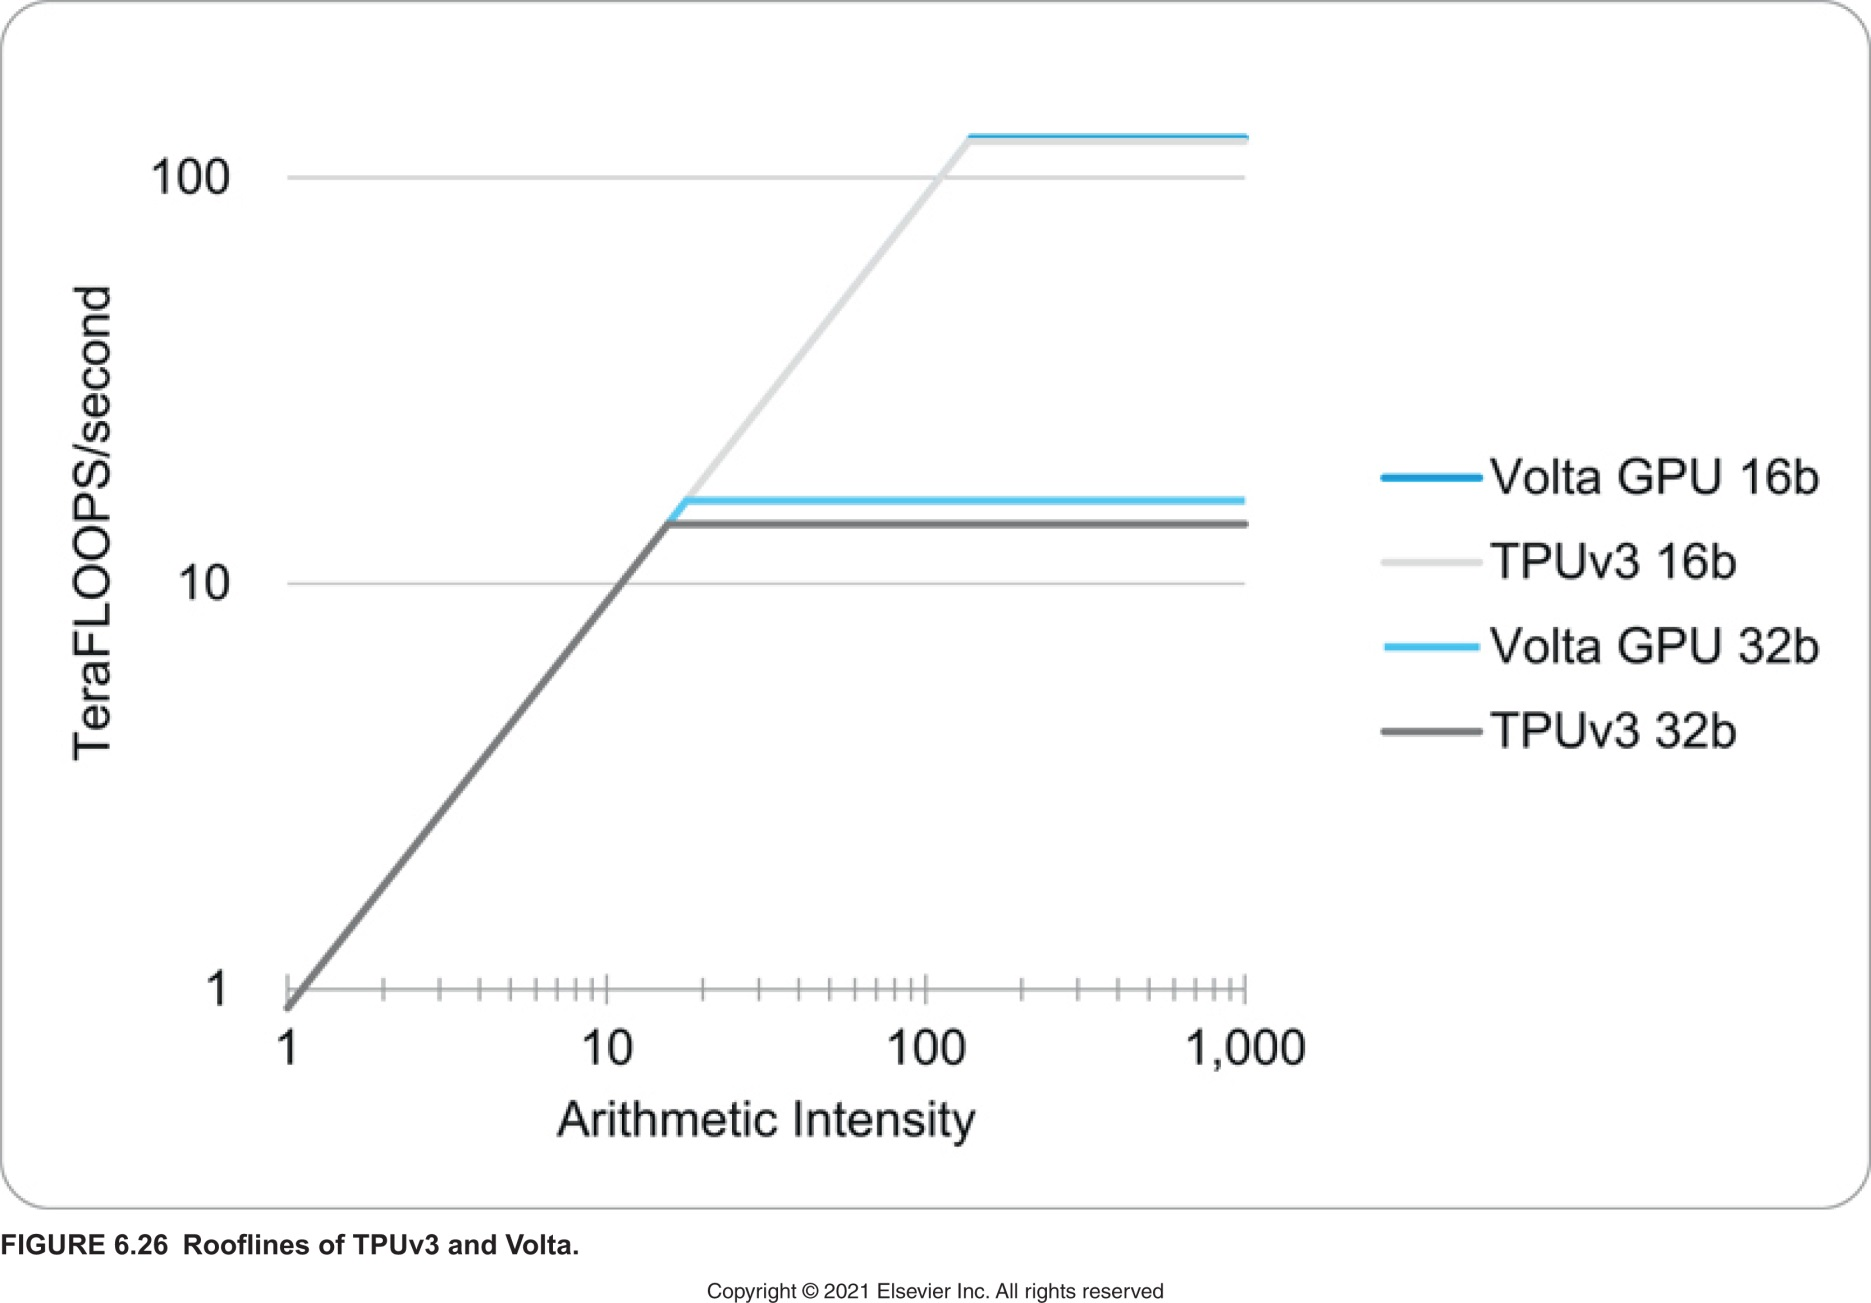 100
10
1
TeraFLOOPS/second
1
10
100
1,000
Arithmetic Intensity
Volta GPU 16b
TPUv3 16b
Volta GPU 32b
TPUv3 32b
FIGURE 6.26 Rooflines of TPUv3 and Volta.
Copyright © 2021 Elsevier Inc. All rights reserved